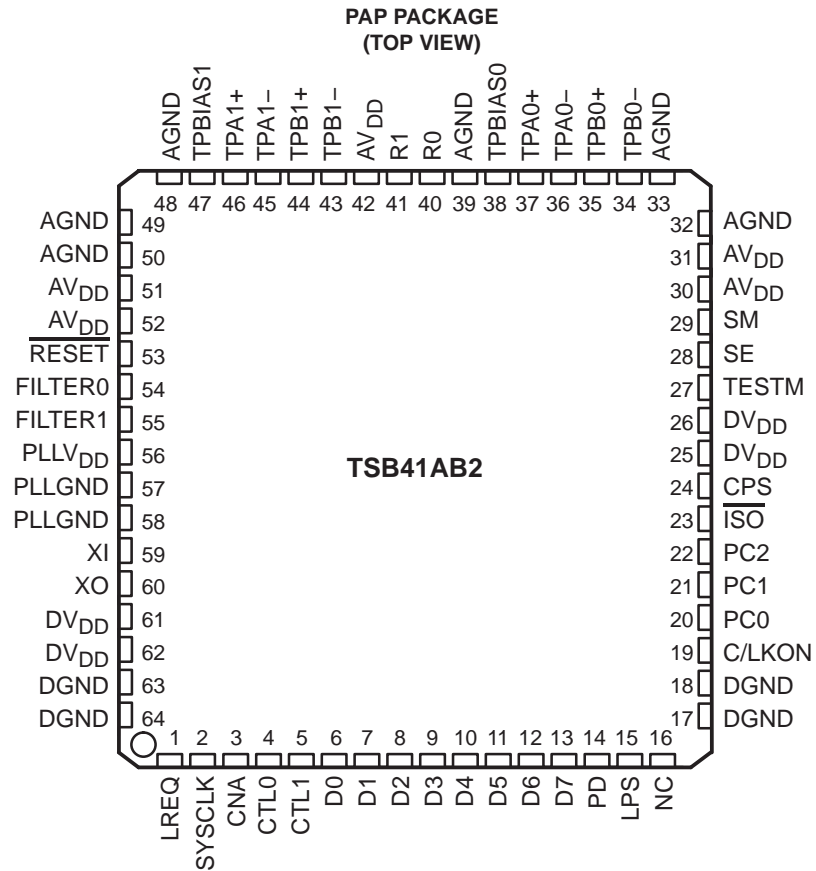 PAP PACKAGE
(TOP VIEW)
AGND TPBIAS1 TPA1+ TPA1− TPB1+ TPB1− AVDD R1 R0 AGND TPBIAS0 TPA0+ TPA0− TPB0+ TPB0− AGND
48 47 46 45 44 43 42 41 40 39 38 37 36 35 34 33
AGND 49 32 AGND
AGND 50 31 AVDD
AVDD 51 30 AVDD
AVDD 52 29 SM
RESET 53 28 SE
FILTER0 54 27 TESTM
FILTER1 55 26 DVDD
PLLVDD 56 25 DVDD
TSB41AB2
PLLGND 57 24 CPS
PLLGND 58 23 ISO
XI 59 22 PC2
XO 60 21 PC1
DVDD 61 20 PC0
DVDD 62 19 C/LKON
DGND 63 18 DGND
DGND 64 17 DGND
1 2 3 4 5 6 7 8 9 10 11 12 13 14 15 16
LREQ SYSCLK CNA CTL0 CTL1 D0 D1 D2 D3 D4 D5 D6 D7 PD LPS NC